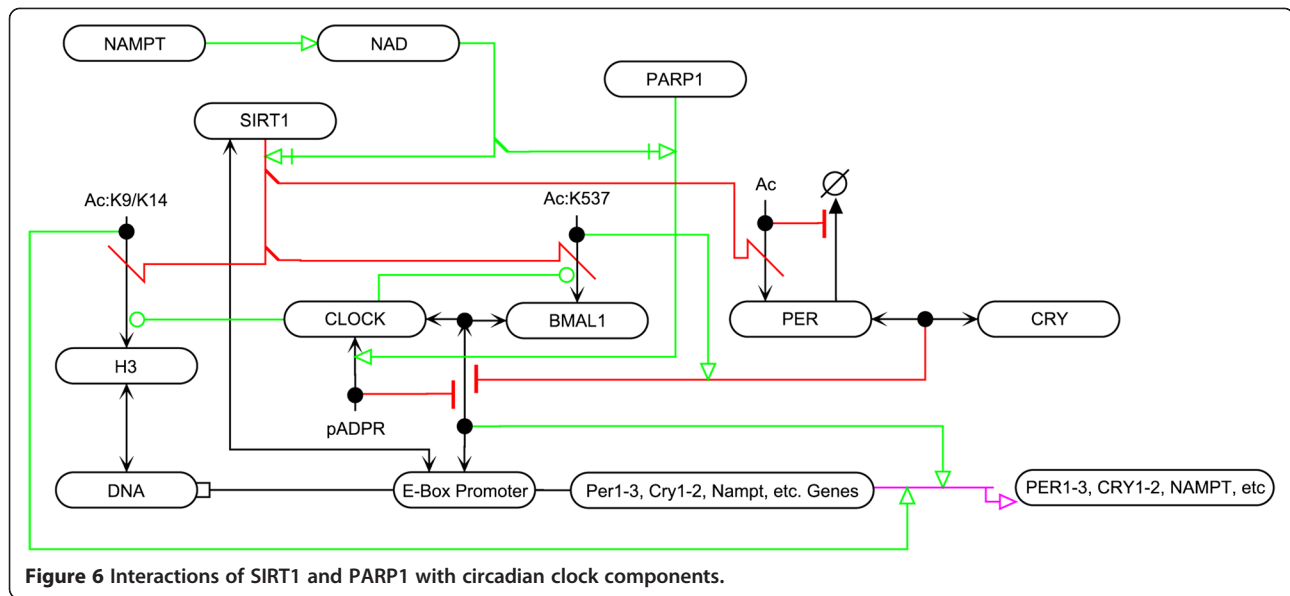 NAMPT
NAD
PARP1
SIRT1
Ac:K9/K14
Ac:K537
Ac
CLOCK
BMAL1
PER
CRY
H3
pADPR
DNA
E-Box Promoter
Per1-3, Cry1-2, Nampt, etc. Genes
PER1-3, CRY1-2, NAMPT, etc
Figure 6 Interactions of SIRT1 and PARP1 with circadian clock components.